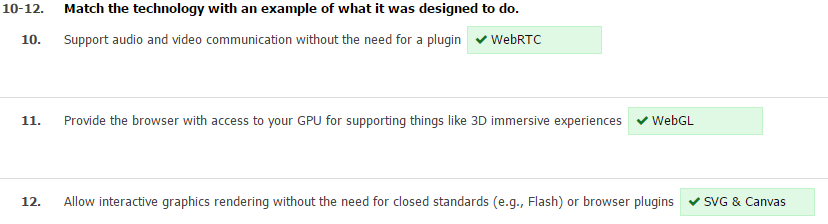 10-12. Match the technology with an example of what it was designed to do.
10. Support audio and video communication without the need for a plugin ✔ WebRTC
11. Provide the browser with access to your GPU for supporting things like 3D immersive experiences ✔ WebGL
12. Allow interactive graphics rendering without the need for closed standards (e.g., Flash) or browser plugins ✔ SVG & Canvas